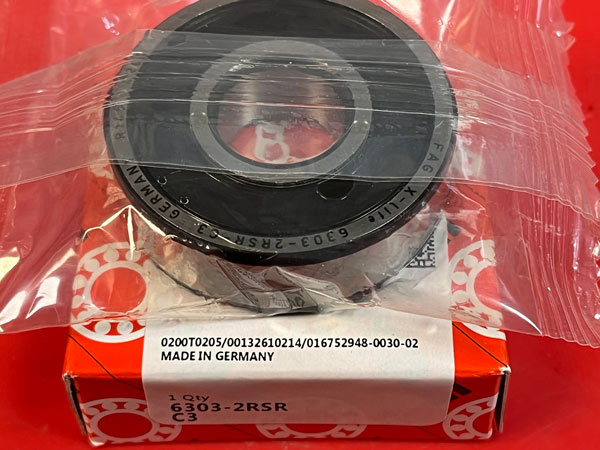 FAG X-life 6303-2RSR C3 GERMANY
0200T0205/00132610214/016752948-0030-02
MADE IN GERMANY
1 Qty
6303-2RSR
C3